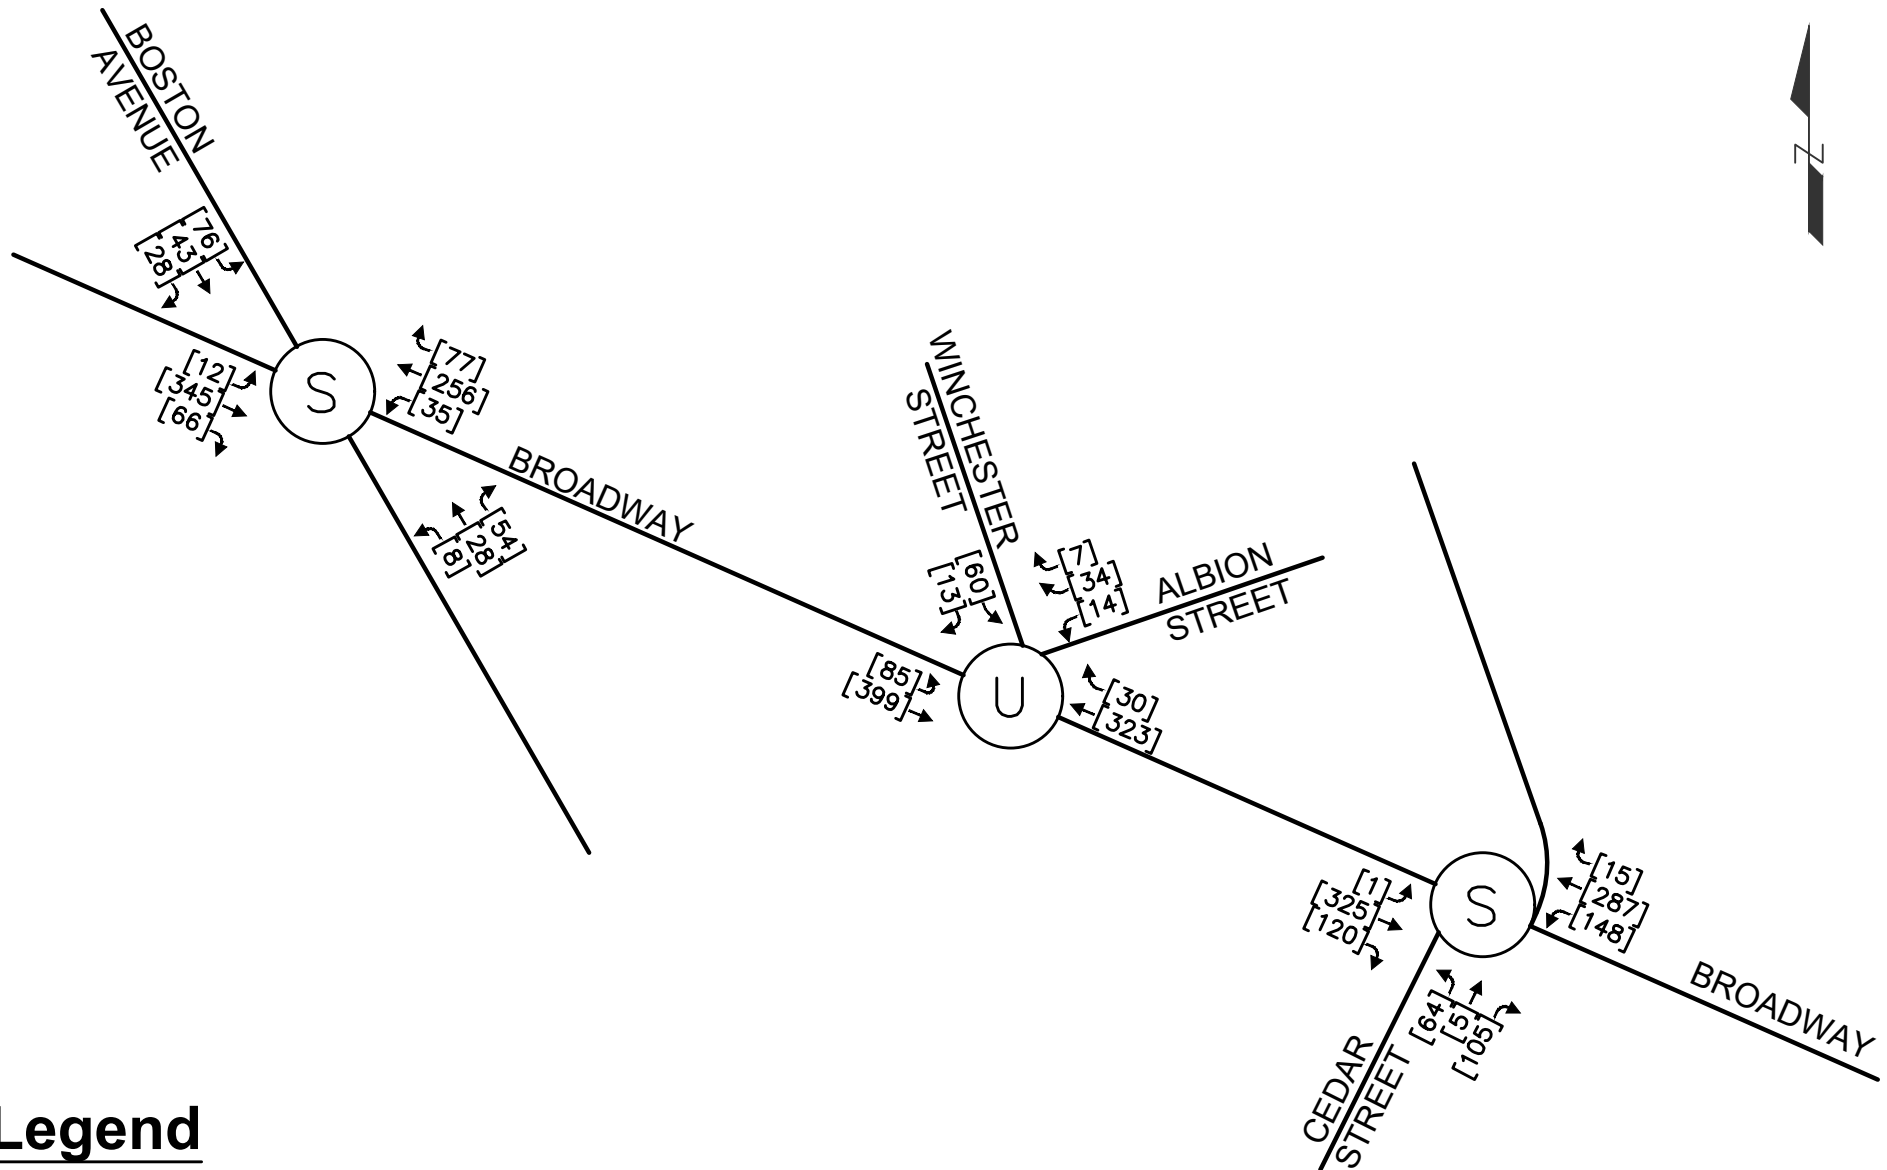 BOSTON
AVENUE
N
[76]
[43]
[28]
[12]
[345]
[66]
S
[77]
[256]
[35]
[54]
[28]
[8]
BROADWAY
WINCHESTER
STREET
[60]
[13]
[7]
[34]
[14]
ALBION
STREET
[85]
[399]
U
[30]
[323]
[1]
[325]
[120]
S
[15]
[287]
[148]
[64]
[5]
[105]
BROADWAY
CEDAR
STREET
Legend